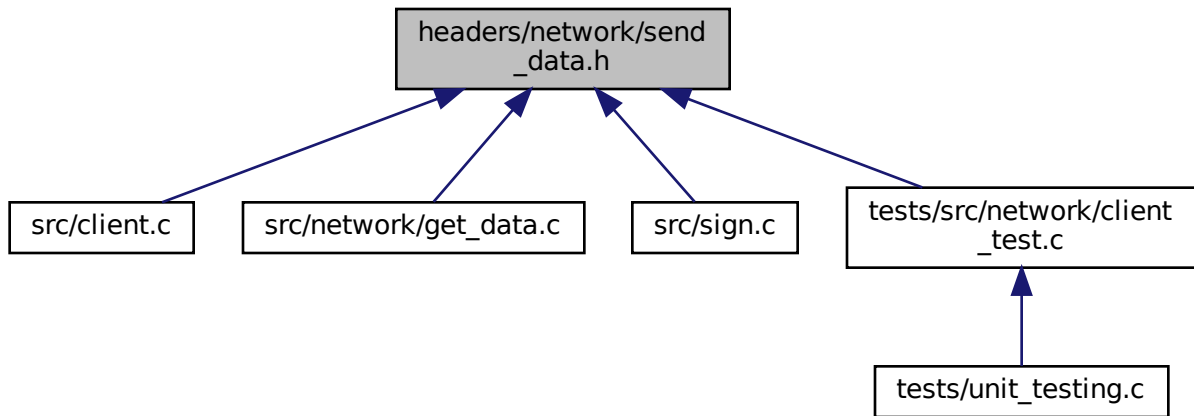 headers/network/send
_data.h
src/client.c
src/network/get_data.c
src/sign.c
tests/src/network/client
_test.c
tests/unit_testing.c